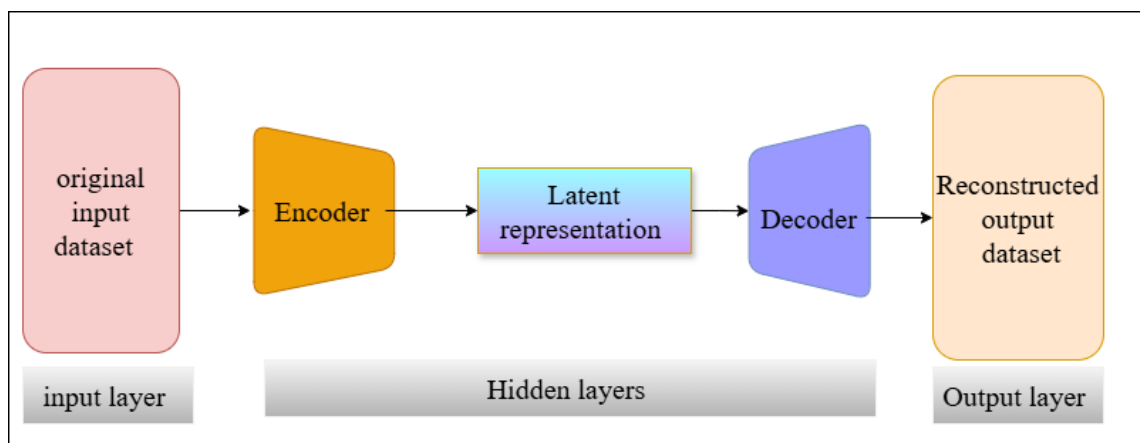 original
input
dataset
Encoder
Latent
representation
Decoder
Reconstructed
output
dataset
input layer
Hidden layers
Output layer